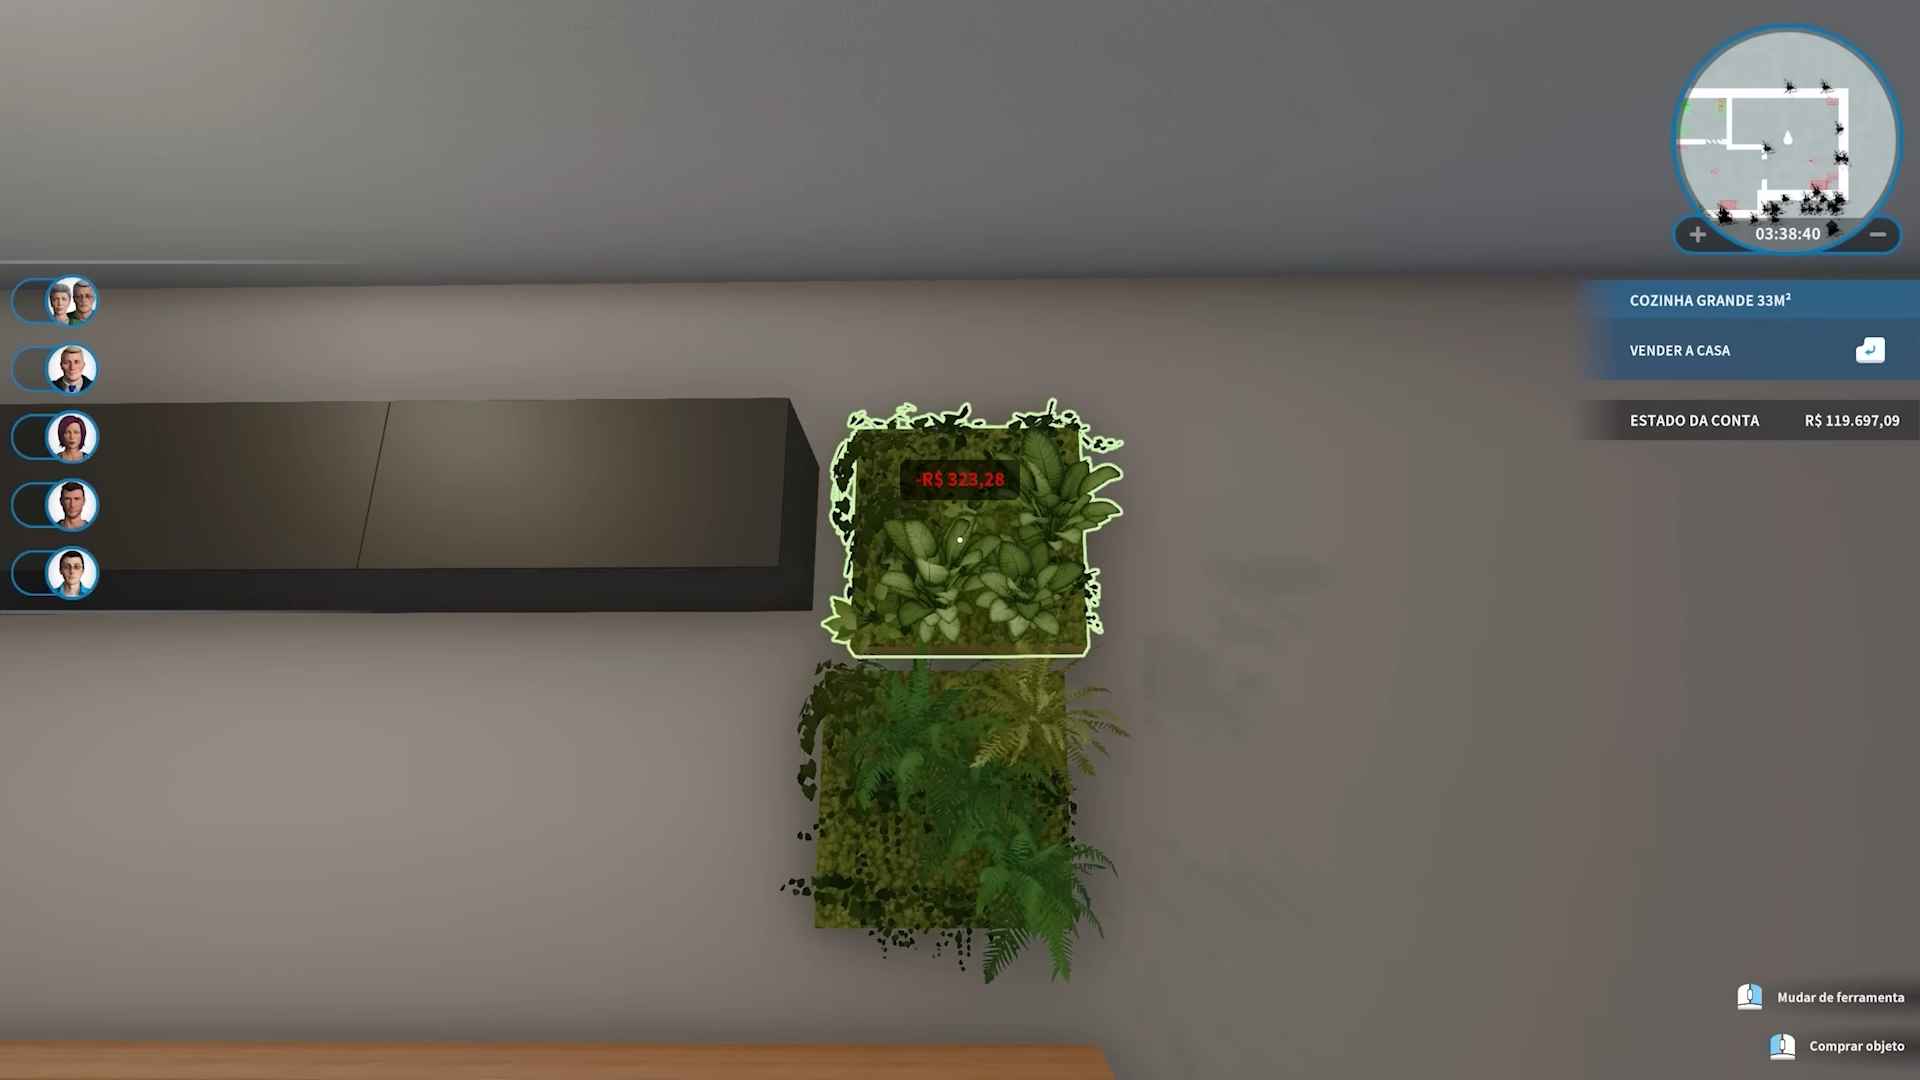 03:38:40
COZINHA GRANDE 33M²
VENDER A CASA
ESTADO DA CONTA R$ 119.697,09
-R$ 323,28
Mudar de ferramenta
Comprar objeto